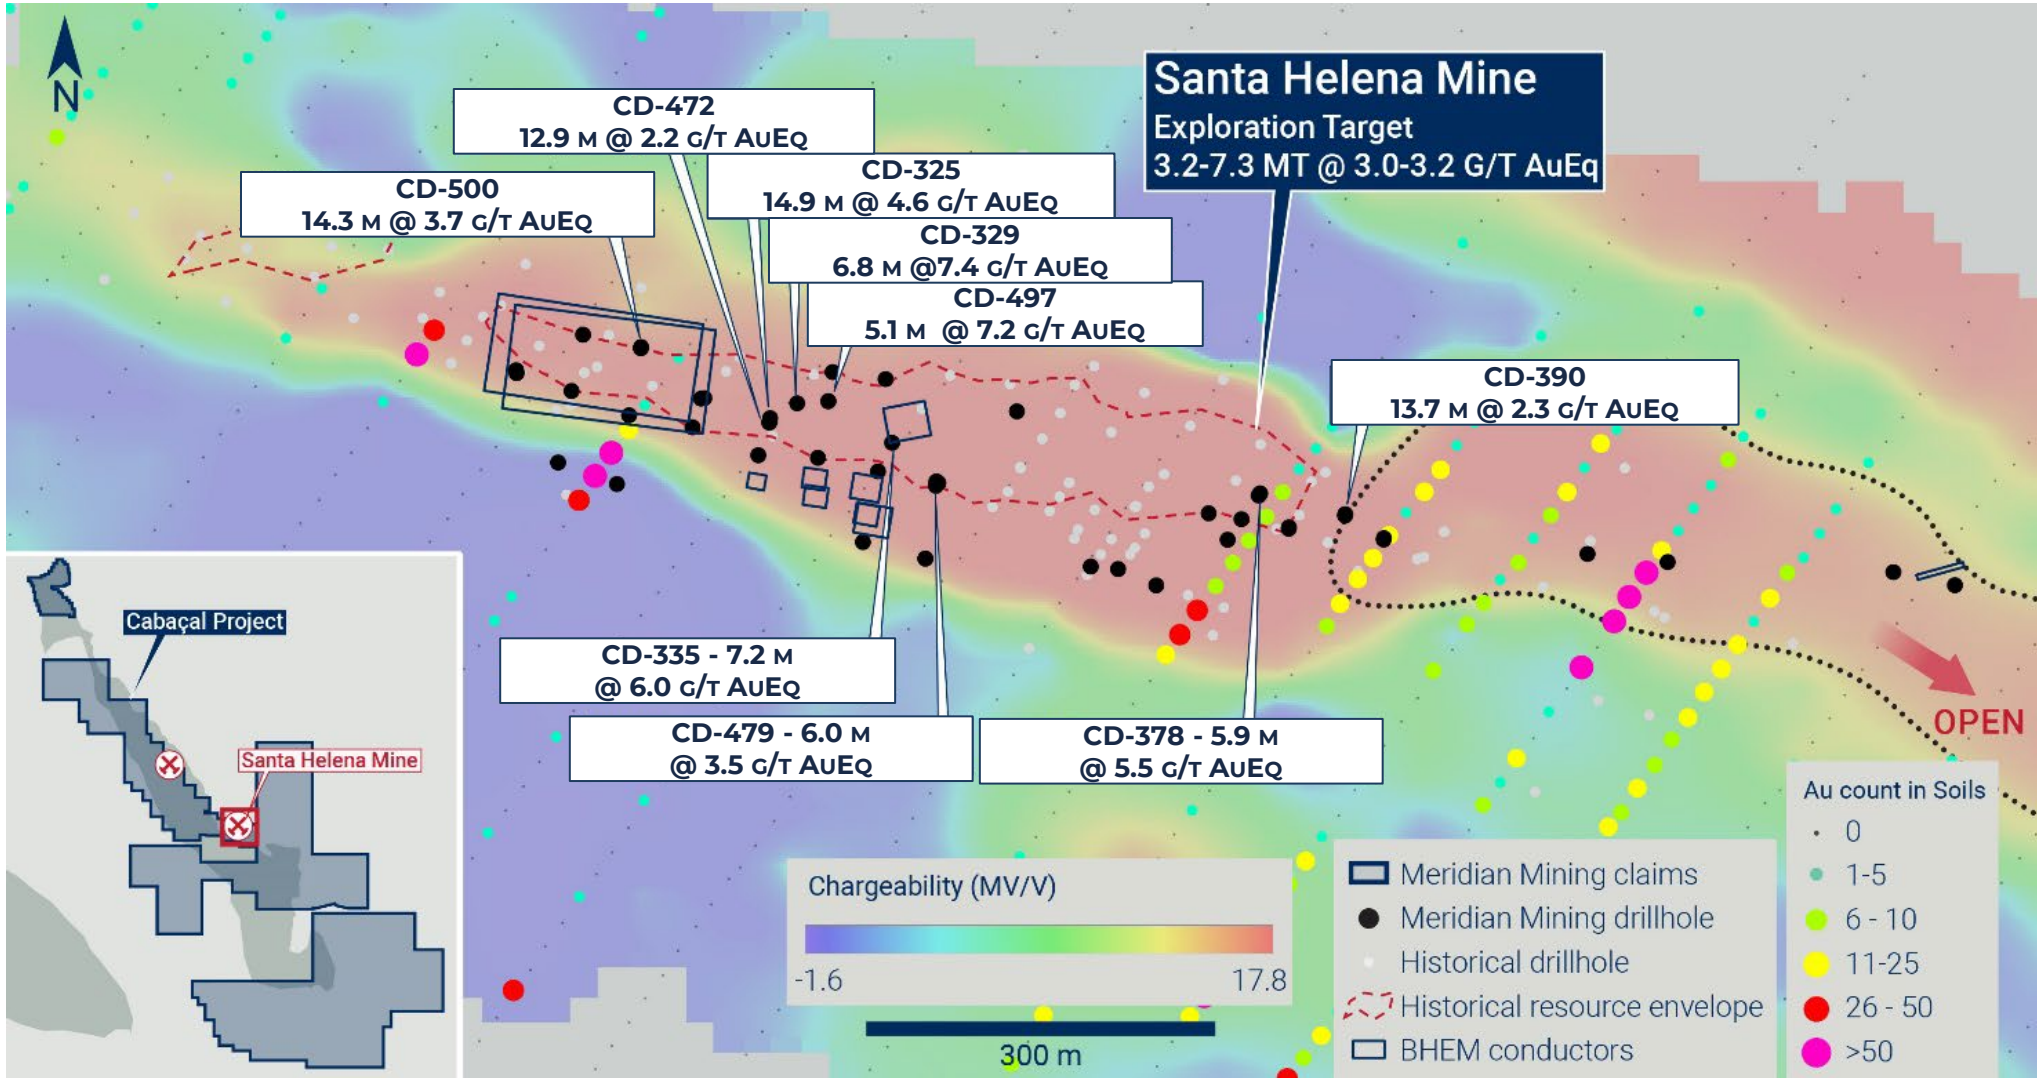 N
Santa Helena Mine
Exploration Target
3.2-7.3 MT @ 3.0-3.2 G/T AuEq
CD-472
12.9 M @ 2.2 G/T AUEQ
CD-325
14.9 M @ 4.6 G/T AUEQ
CD-500
14.3 M @ 3.7 G/T AUEQ
CD-329
6.8 M @7.4 G/T AUEQ
CD-497
5.1 M @ 7.2 G/T AUEQ
CD-390
13.7 M @ 2.3 G/T AUEQ
CD-335 - 7.2 M
@ 6.0 G/T AUEQ
CD-479 - 6.0 M
@ 3.5 G/T AUEQ
CD-378 - 5.9 M
@ 5.5 G/T AUEQ
OPEN
Cabaçal Project
Santa Helena Mine
Chargeability (MV/V)
-1.6
17.8
300 m
Meridian Mining claims
Meridian Mining drillhole
Historical drillhole
Historical resource envelope
BHEM conductors
Au count in Soils
0
1-5
6 - 10
11-25
26 - 50
>50